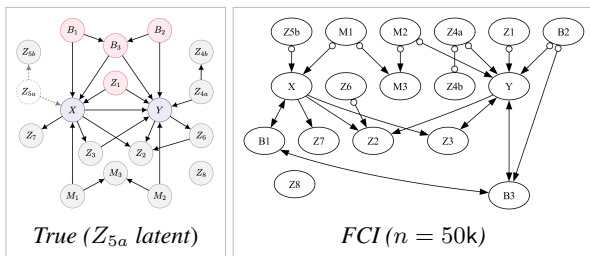 B1
B2
B3
Z5b
Z4b
Z1
Z5a
Z4a
X
Y
Z7
Z3
Z2
Z6
M3
Z8
M1
M2
True (Z5a latent)
Z5b M1 M2 Z4a Z1 B2
X Z6 M3 Z4b Y
B1 Z7 Z2 Z3
Z8 B3
FCI (n = 50k)